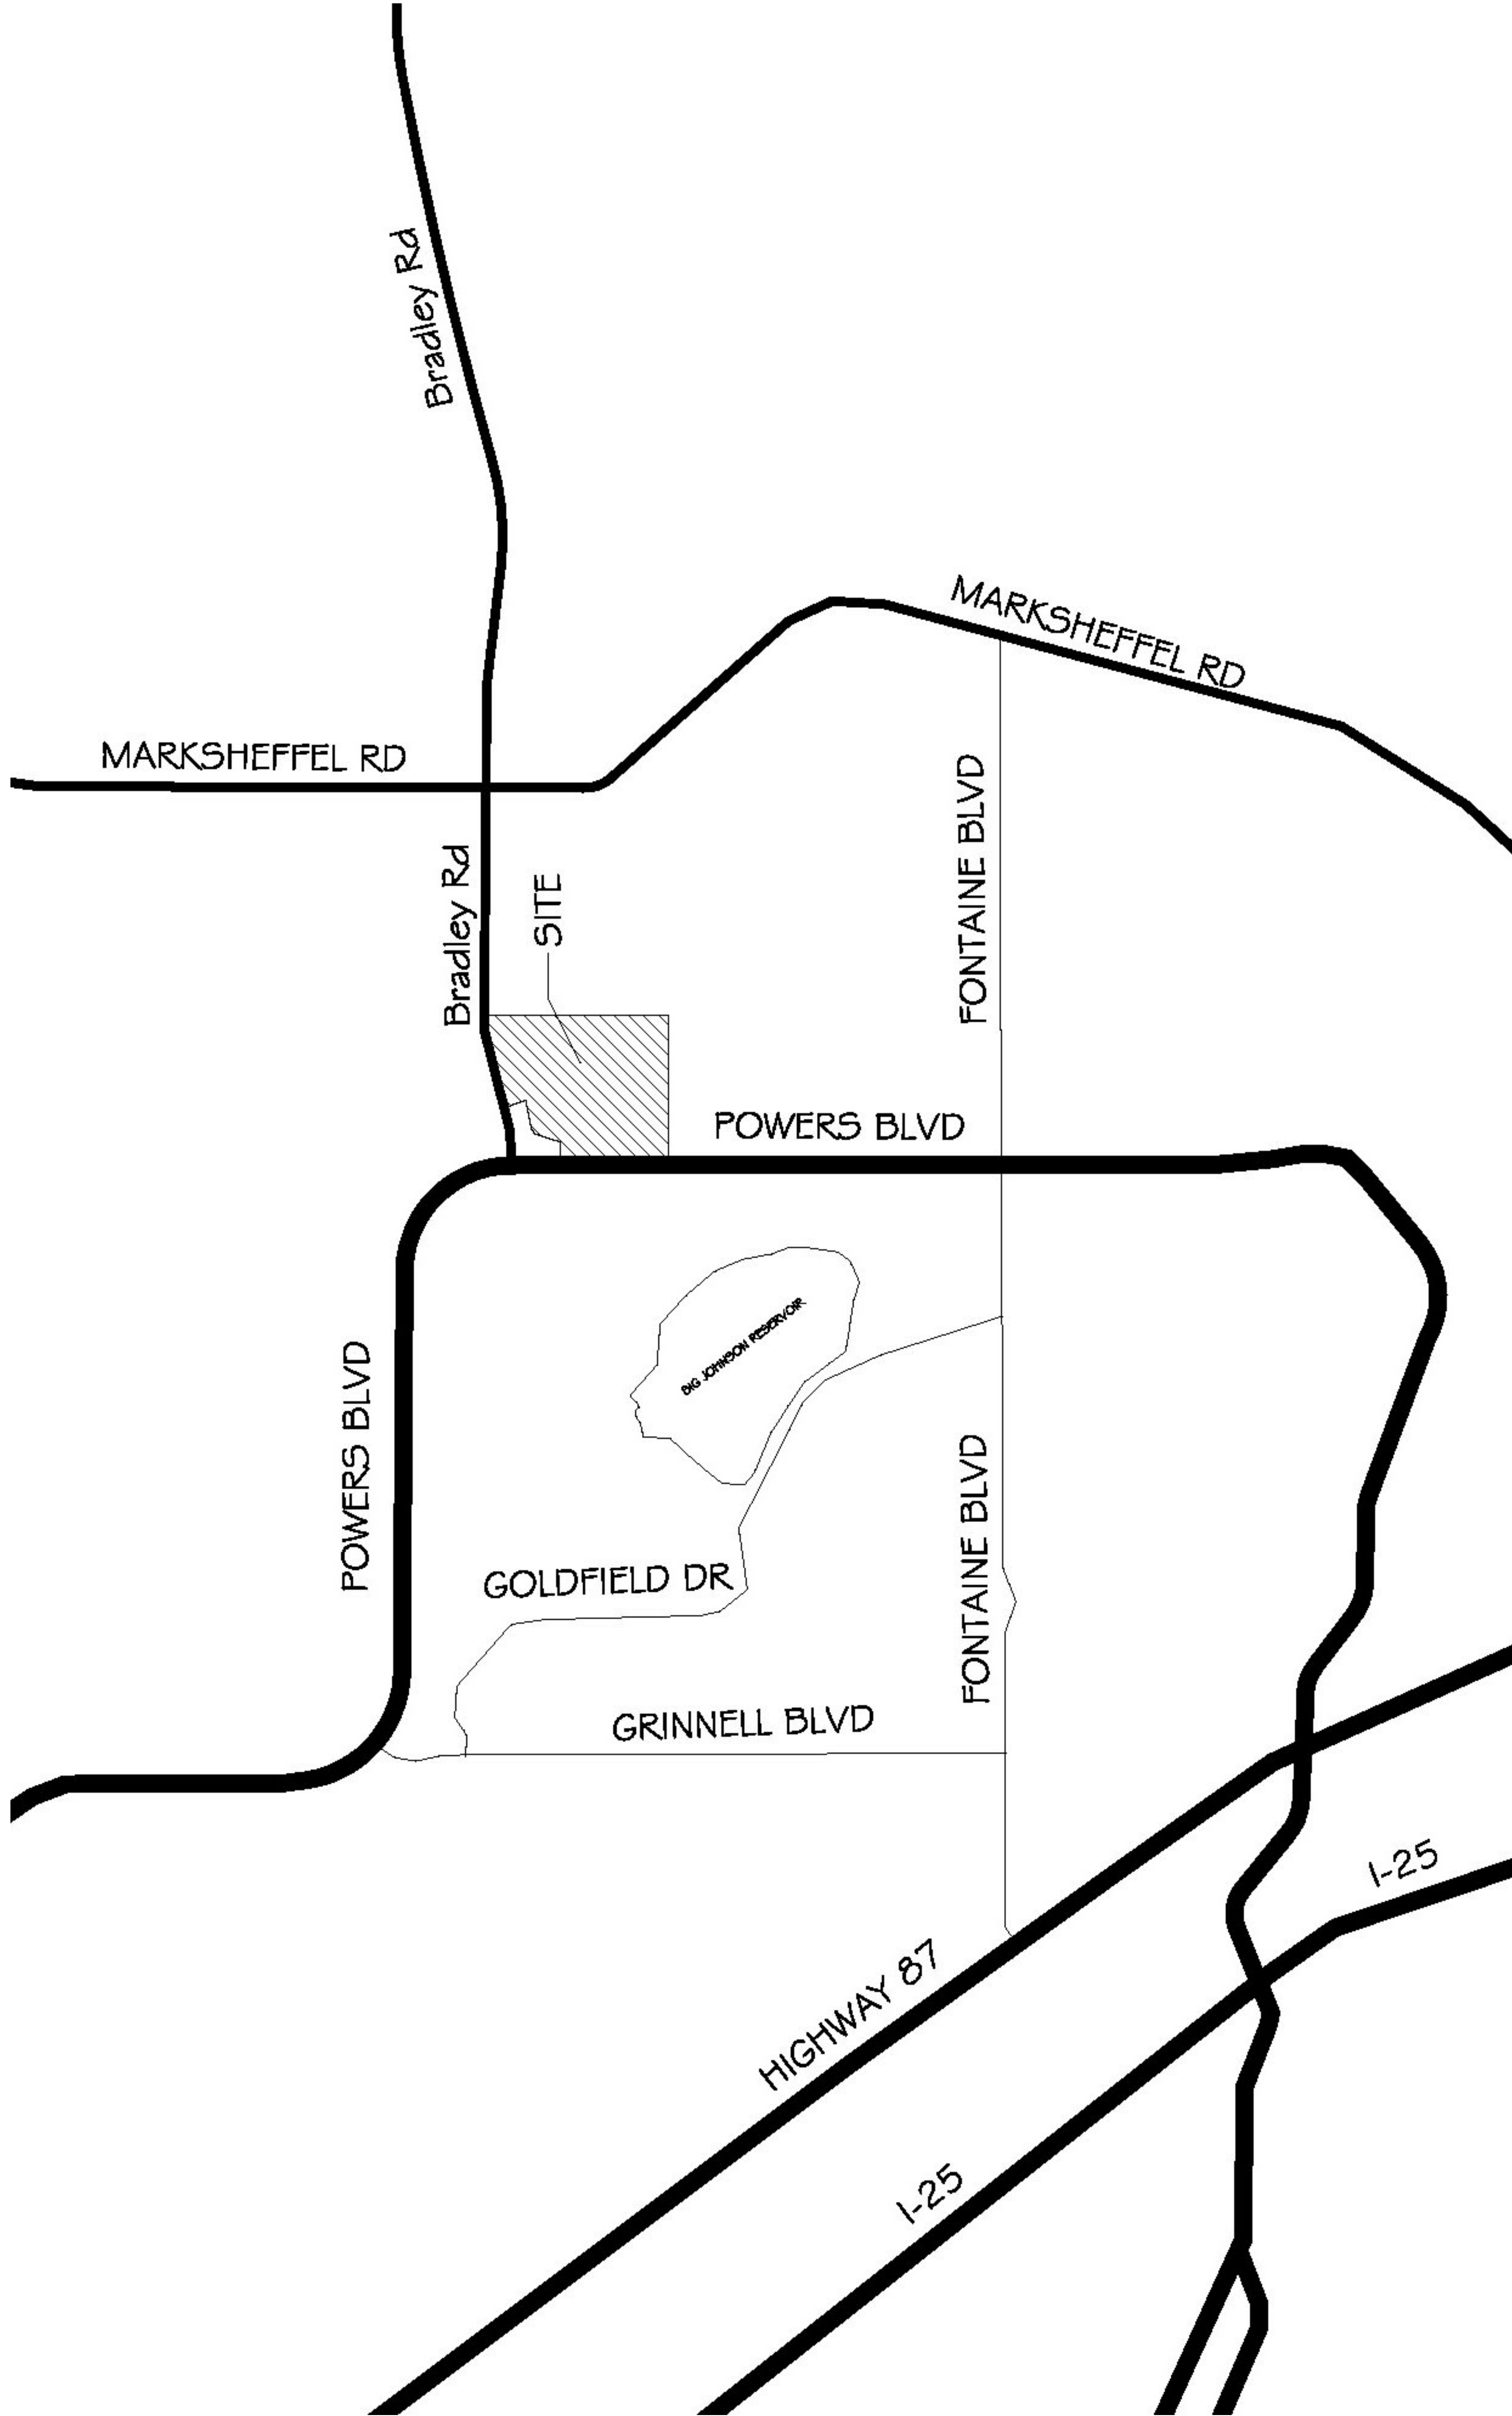 Bradley Rd
MARKSHEFFEL RD
MARKSHEFFEL RD
FONTAINE BLVD
Bradley Rd
SITE
POWERS BLVD
BIG JOHNSON RESERVOIR
POWERS BLVD
FONTAINE BLVD
GOLDFIELD DR
GRINNELL BLVD
I-25
HIGHWAY 87
I-25